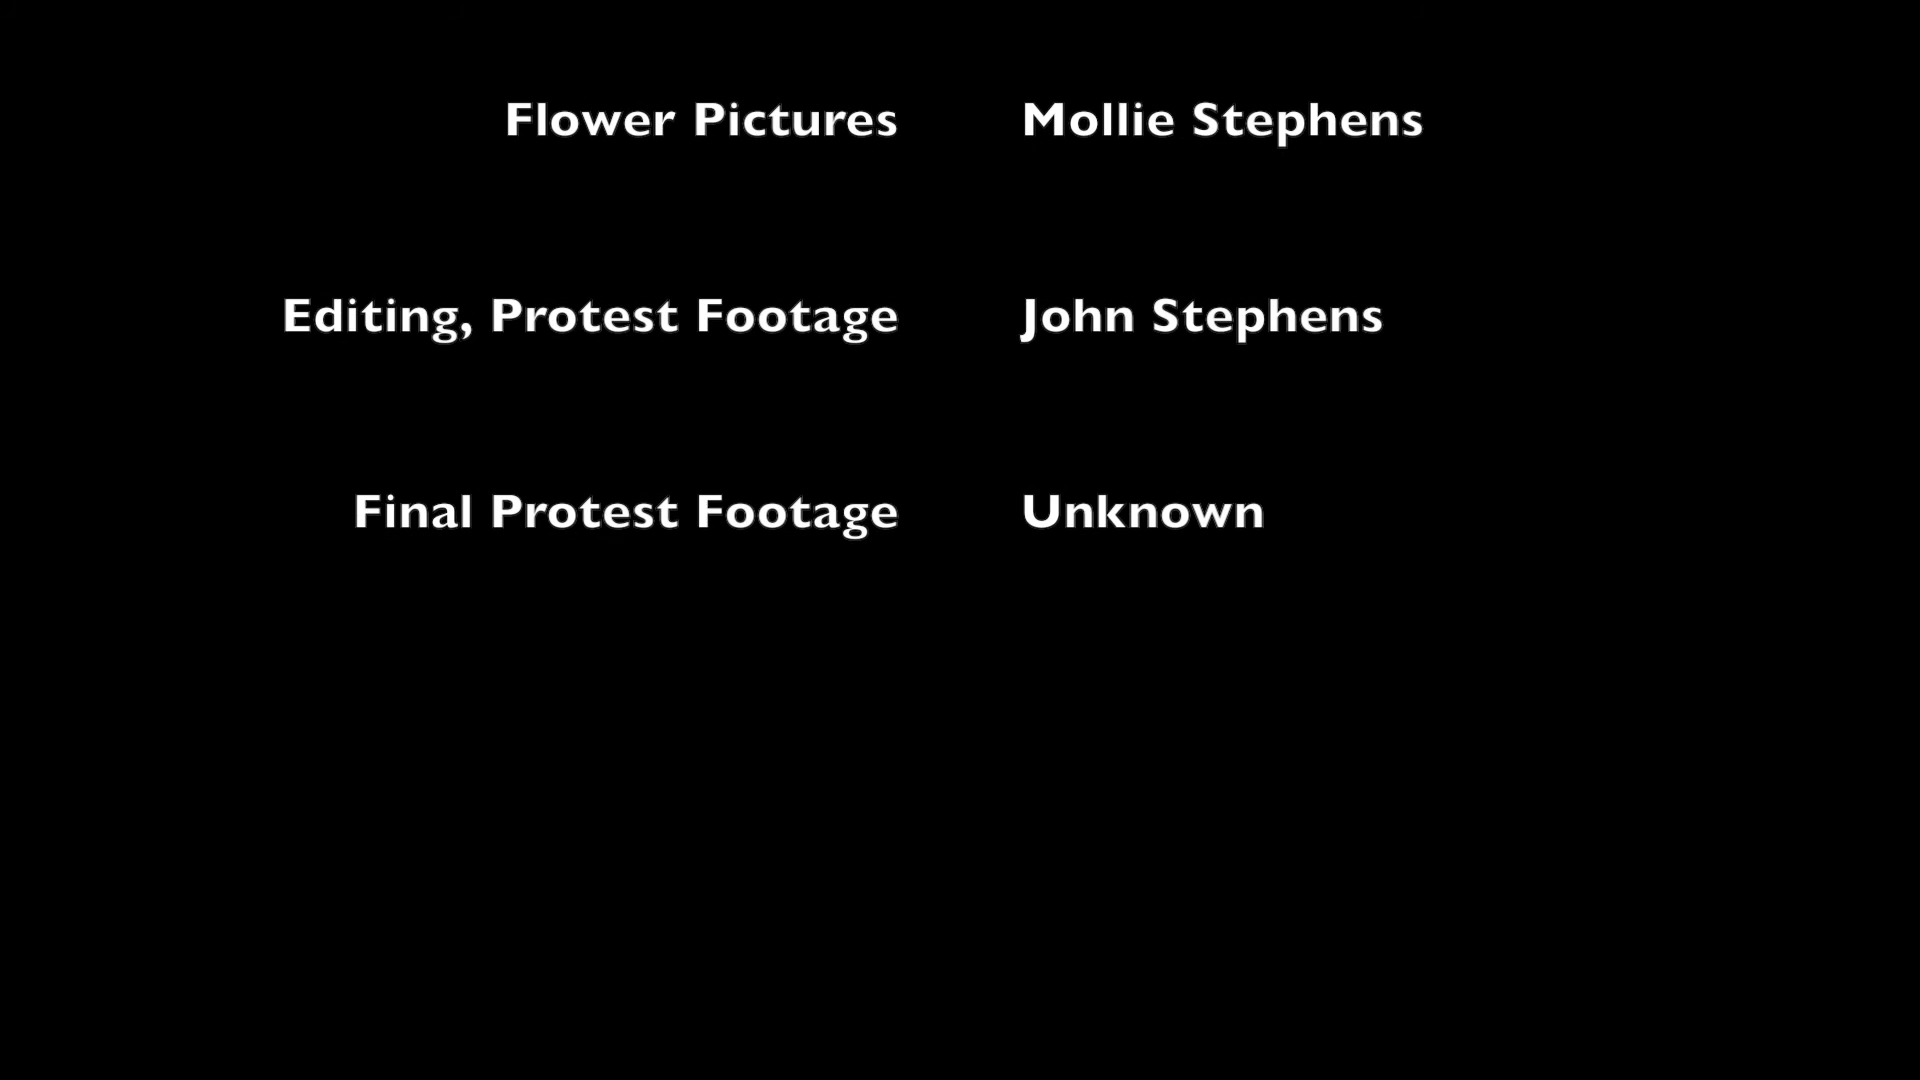 Flower Pictures Mollie Stephens
Editing, Protest Footage John Stephens
Final Protest Footage Unknown